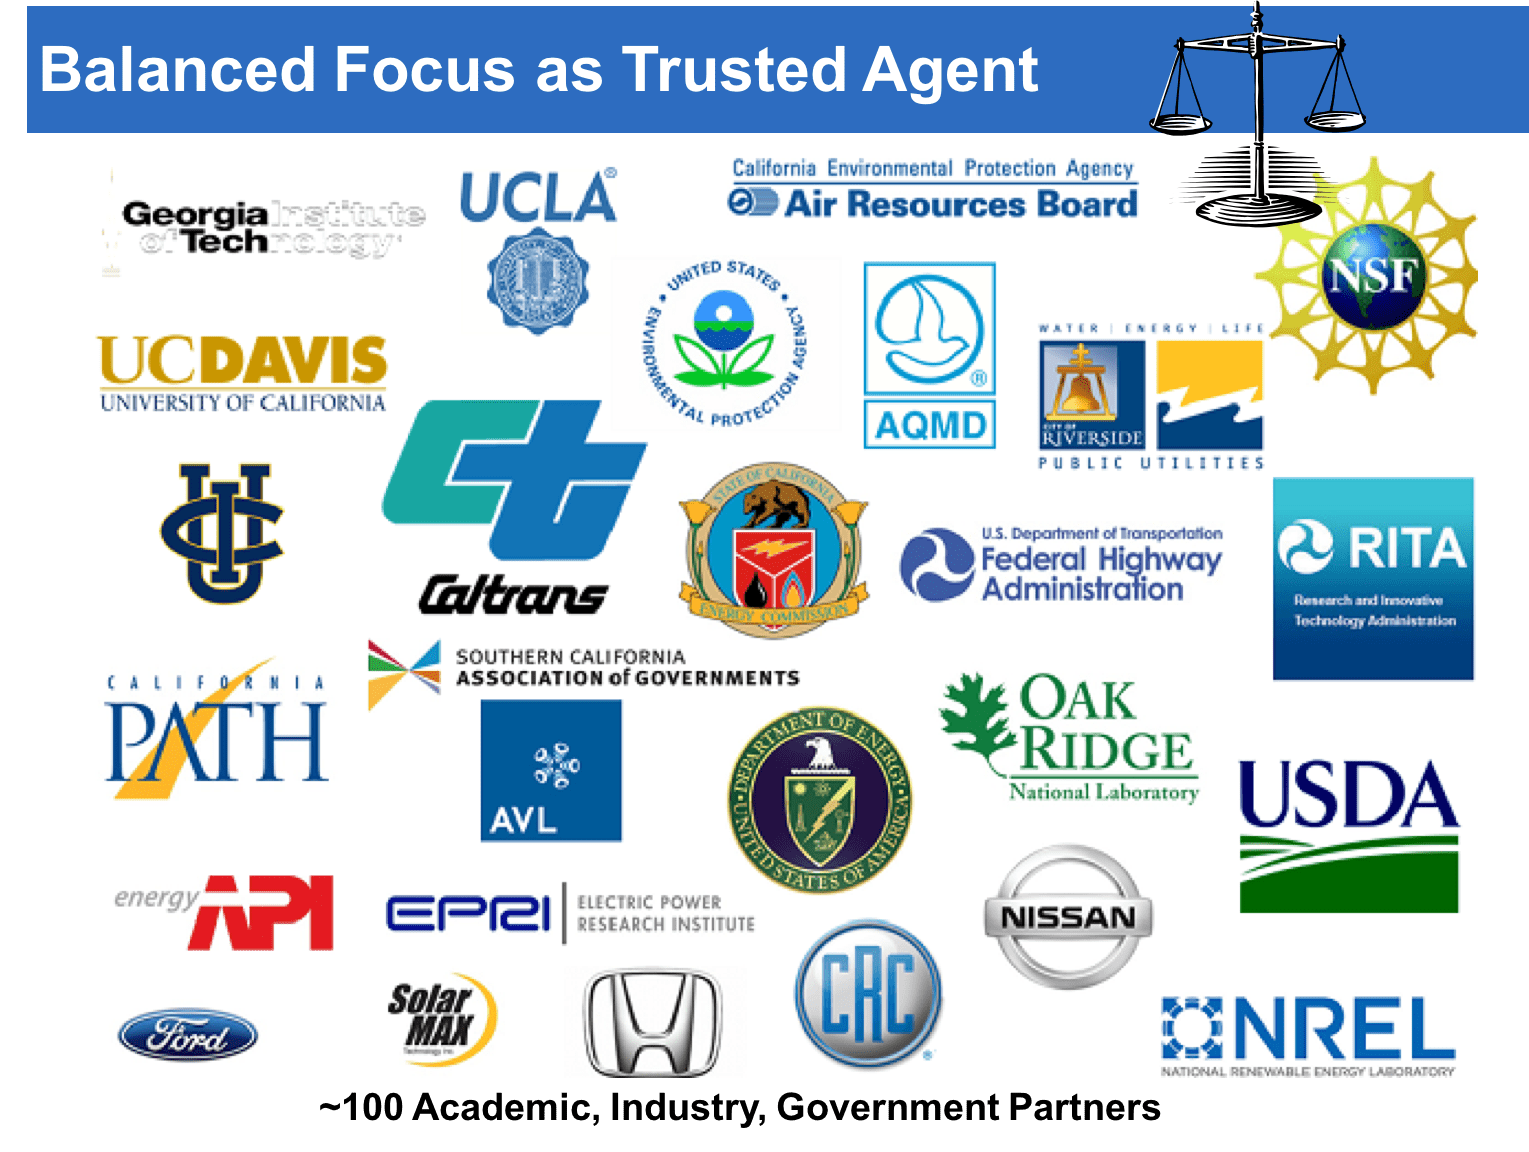 Balanced Focus as Trusted Agent
Georgia Institute
of Technology
UCLA®
California Environmental Protection Agency
Air Resources Board
NSF
UNITED STATES
ENVIRONMENTAL PROTECTION AGENCY
®
AQMD
WATER | ENERGY | LIFE
CITY OF
RIVERSIDE
PUBLIC UTILITIES
UCDAVIS
UNIVERSITY OF CALIFORNIA
UCI
Ct
Caltrans
STATE OF CALIFORNIA
ENERGY COMMISSION
U.S. Department of Transportation
Federal Highway
Administration
RITA
Research and Innovative
Technology Administration
CALIFORNIA
PATH
SOUTHERN CALIFORNIA
ASSOCIATION of GOVERNMENTS
AVL
DEPARTMENT OF ENERGY
UNITED STATES OF AMERICA
OAK
RIDGE
National Laboratory
USDA
energy API
EPRI | ELECTRIC POWER
RESEARCH INSTITUTE
NISSAN
Ford
Solar
MAX
Technology Inc.
CRC
®
NREL
NATIONAL RENEWABLE ENERGY LABORATORY
~100 Academic, Industry, Government Partners